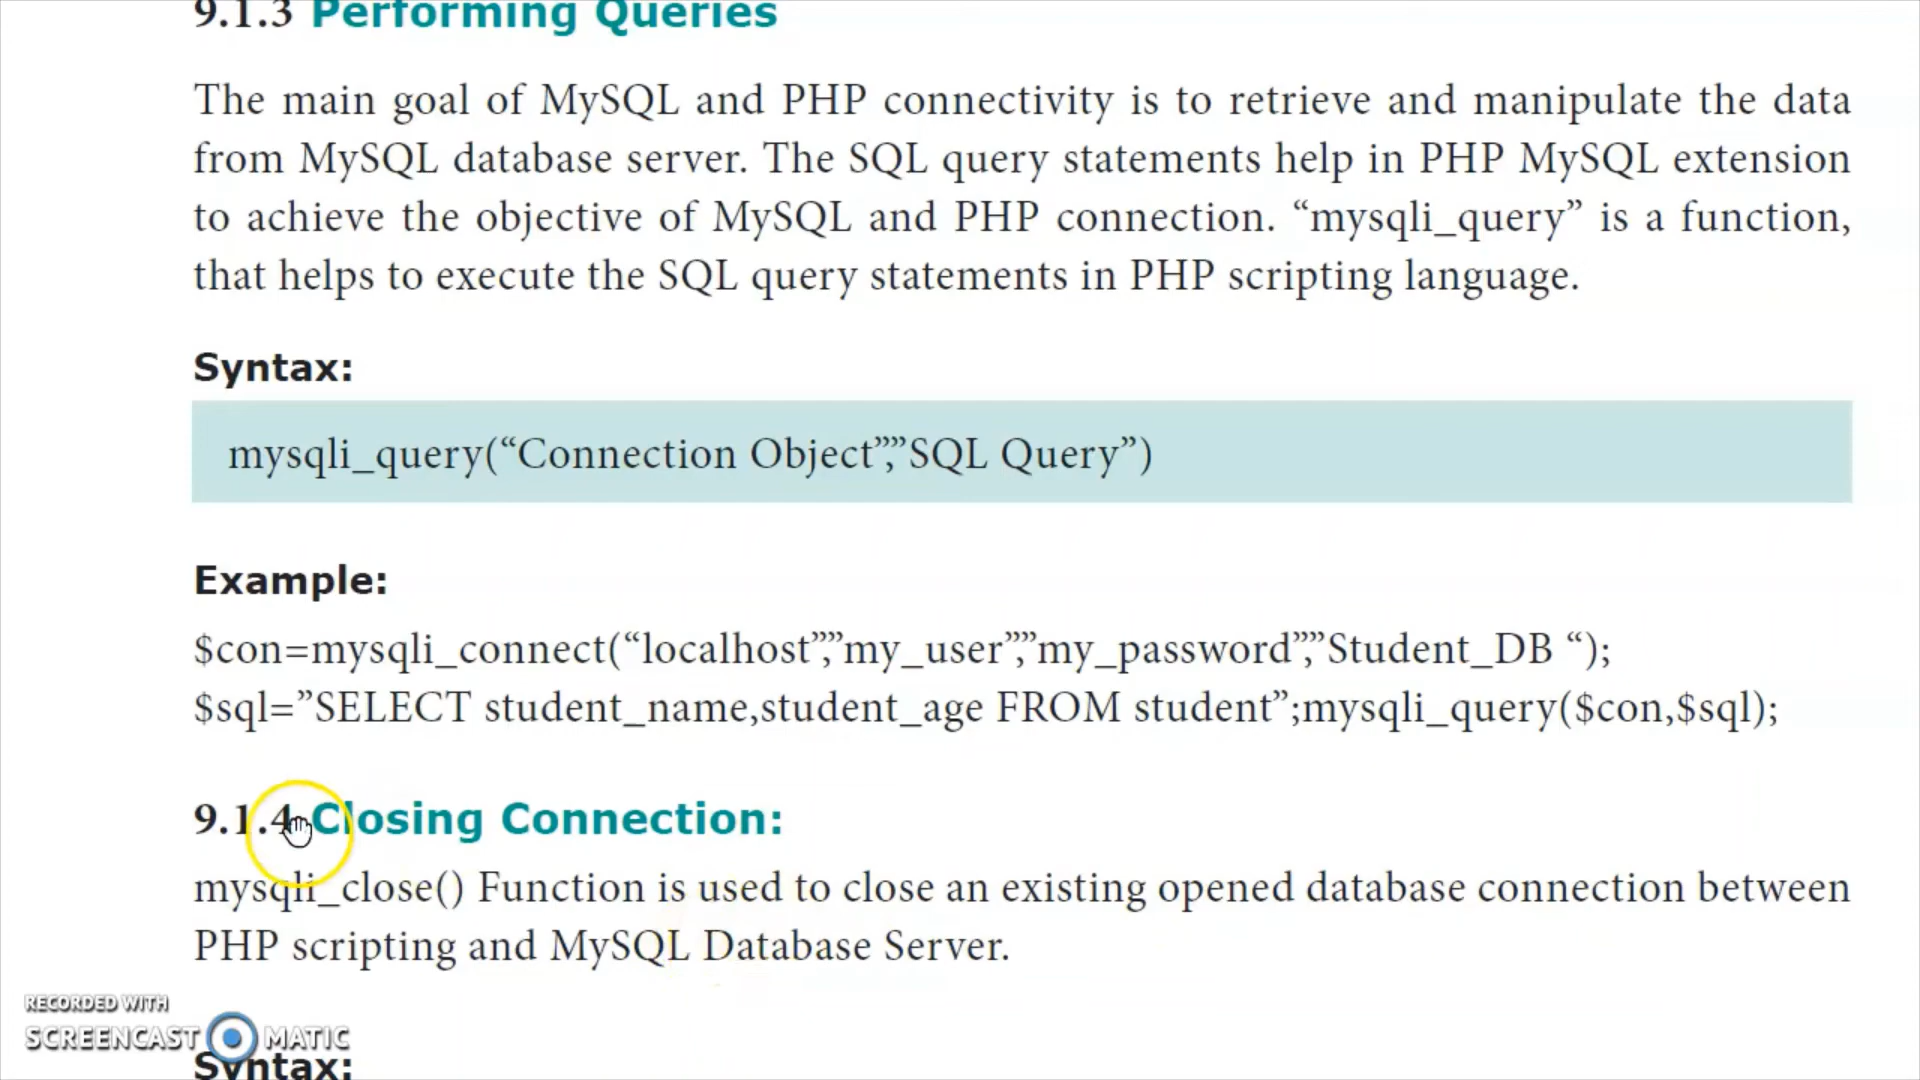 9.1.3 Performing Queries
The main goal of MySQL and PHP connectivity is to retrieve and manipulate the data
from MySQL database server. The SQL query statements help in PHP MySQL extension
to achieve the objective of MySQL and PHP connection. “mysqli_query” is a function,
that helps to execute the SQL query statements in PHP scripting language.
Syntax:
mysqli_query(“Connection Object”,”SQL Query”)
Example:
$con=mysqli_connect(“localhost”,”my_user”,”my_password”,”Student_DB “);
$sql=”SELECT student_name,student_age FROM student”;mysqli_query($con,$sql);
9.1.4 Closing Connection:
mysqli_close() Function is used to close an existing opened database connection between
PHP scripting and MySQL Database Server.
RECORDED WITH
SCREENCAST MATIC
Syntax: